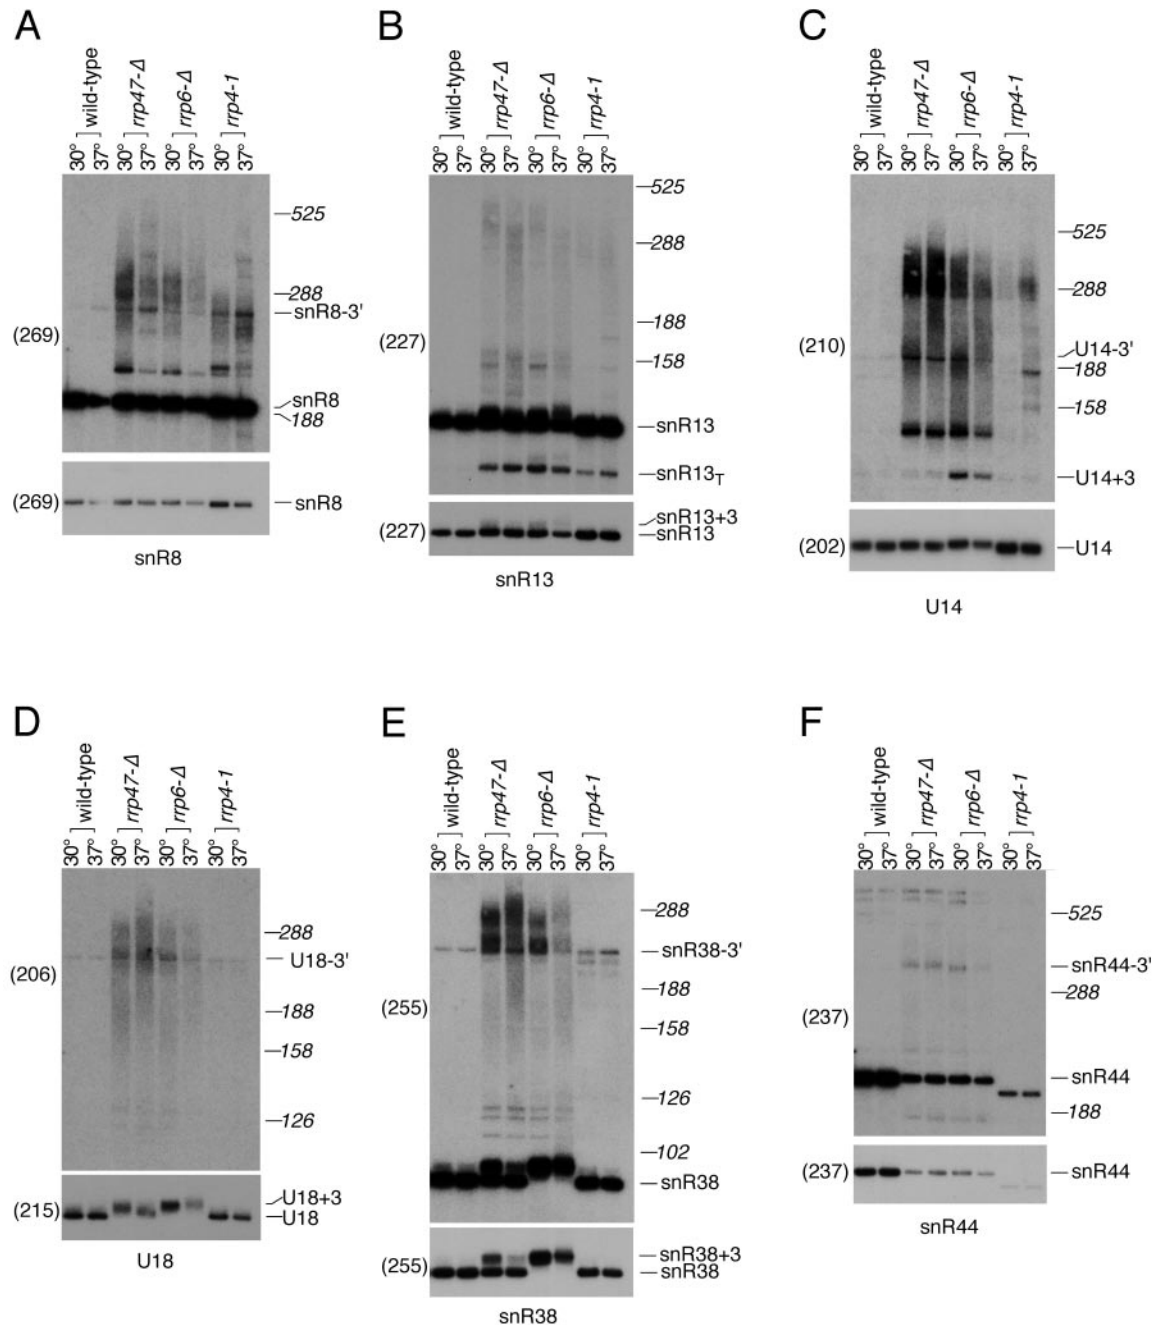 A
wild-type
rrp47-Δ
rrp6-Δ
rrp4-1
30° 37° 30° 37° 30° 37° 30° 37°
525
288
snR8-3'
(269)
snR8
188
(269) snR8
snR8
B
wild-type
rrp47-Δ
rrp6-Δ
rrp4-1
30° 37° 30° 37° 30° 37° 30° 37°
525
288
188
(227)
158
snR13
snR13T
snR13+3
(227) snR13
snR13
C
wild-type
rrp47-Δ
rrp6-Δ
rrp4-1
30° 37° 30° 37° 30° 37° 30° 37°
525
288
(210) U14-3'
188
158
U14+3
(202) U14
U14
D
wild-type
rrp47-Δ
rrp6-Δ
rrp4-1
30° 37° 30° 37° 30° 37° 30° 37°
288
U18-3'
(206)
188
158
126
U18+3
(215) U18
U18
E
wild-type
rrp47-Δ
rrp6-Δ
rrp4-1
30° 37° 30° 37° 30° 37° 30° 37°
288
snR38-3'
188
(255)
158
126
102
snR38
snR38+3
(255) snR38
snR38
F
wild-type
rrp47-Δ
rrp6-Δ
rrp4-1
30° 37° 30° 37° 30° 37° 30° 37°
525
snR44-3'
288
(237)
snR44
188
(237) snR44
snR44